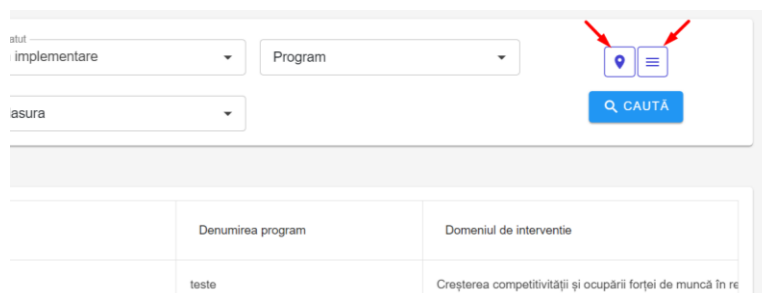 atut
implementare
Program
asura
CAUTĂ
Denumirea program
Domeniul de interventie
teste
Creșterea competitivității și ocupării forței de muncă în re